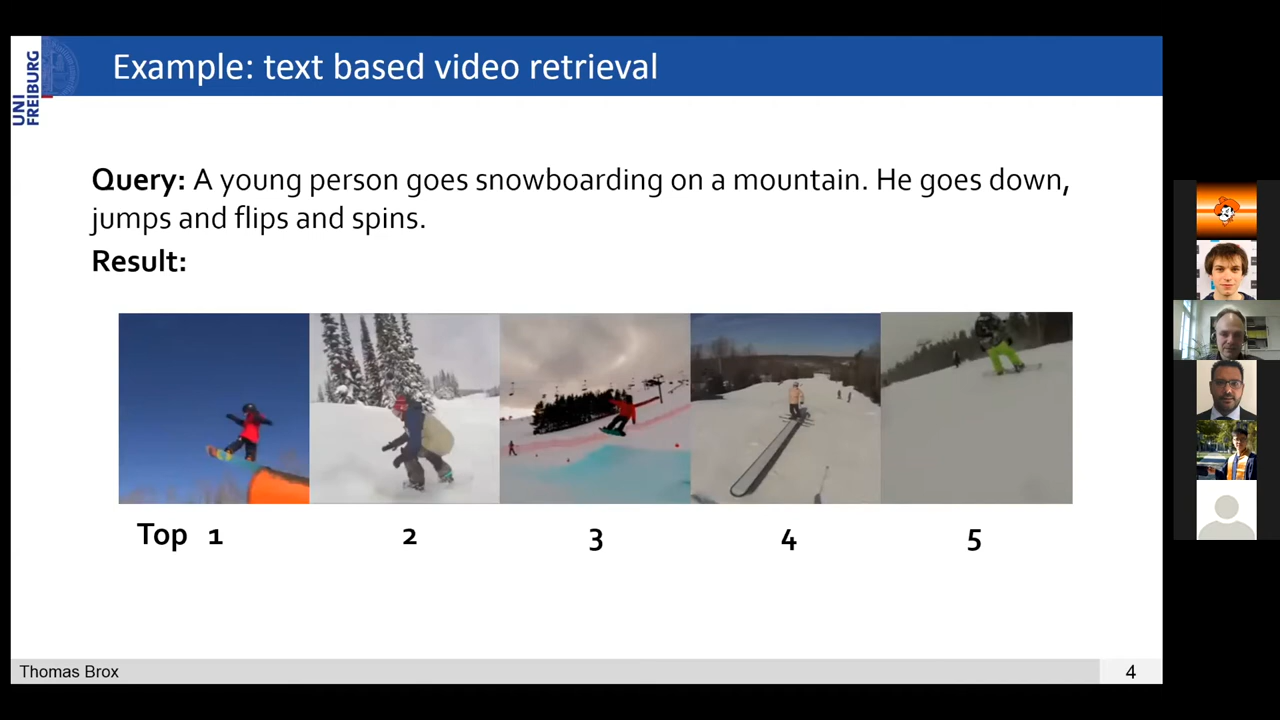 UNI
FREIBURG
Example: text based video retrieval
Query: A young person goes snowboarding on a mountain. He goes down,
jumps and flips and spins.
Result:
Top 1 2 3 4 5
Thomas Brox
4